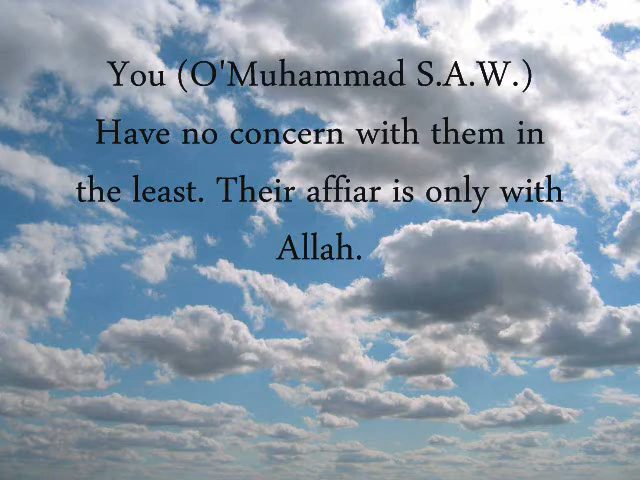 You (O'Muhammad S.A.W.)
Have no concern with them in
the least. Their affiar is only with
Allah.